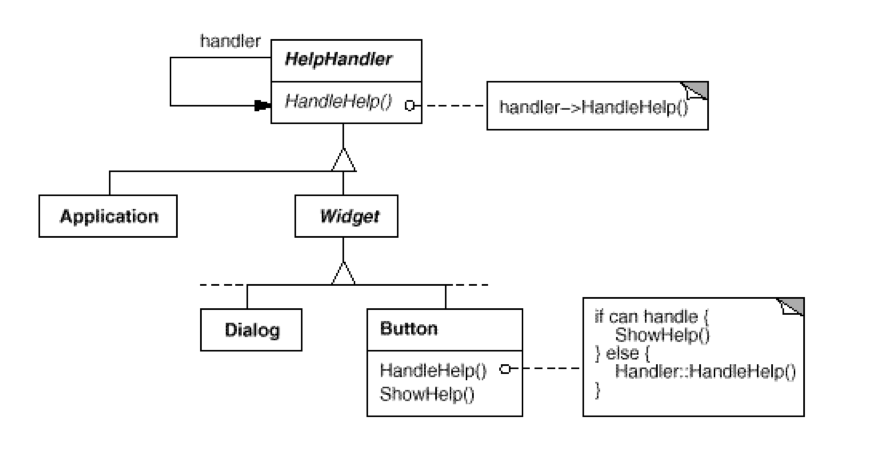 handler
HelpHandler
HandleHelp()
handler->HandleHelp()
Application
Widget
Dialog
Button
HandleHelp()
ShowHelp()
if can handle {
ShowHelp()
} else {
Handler::HandleHelp()
}